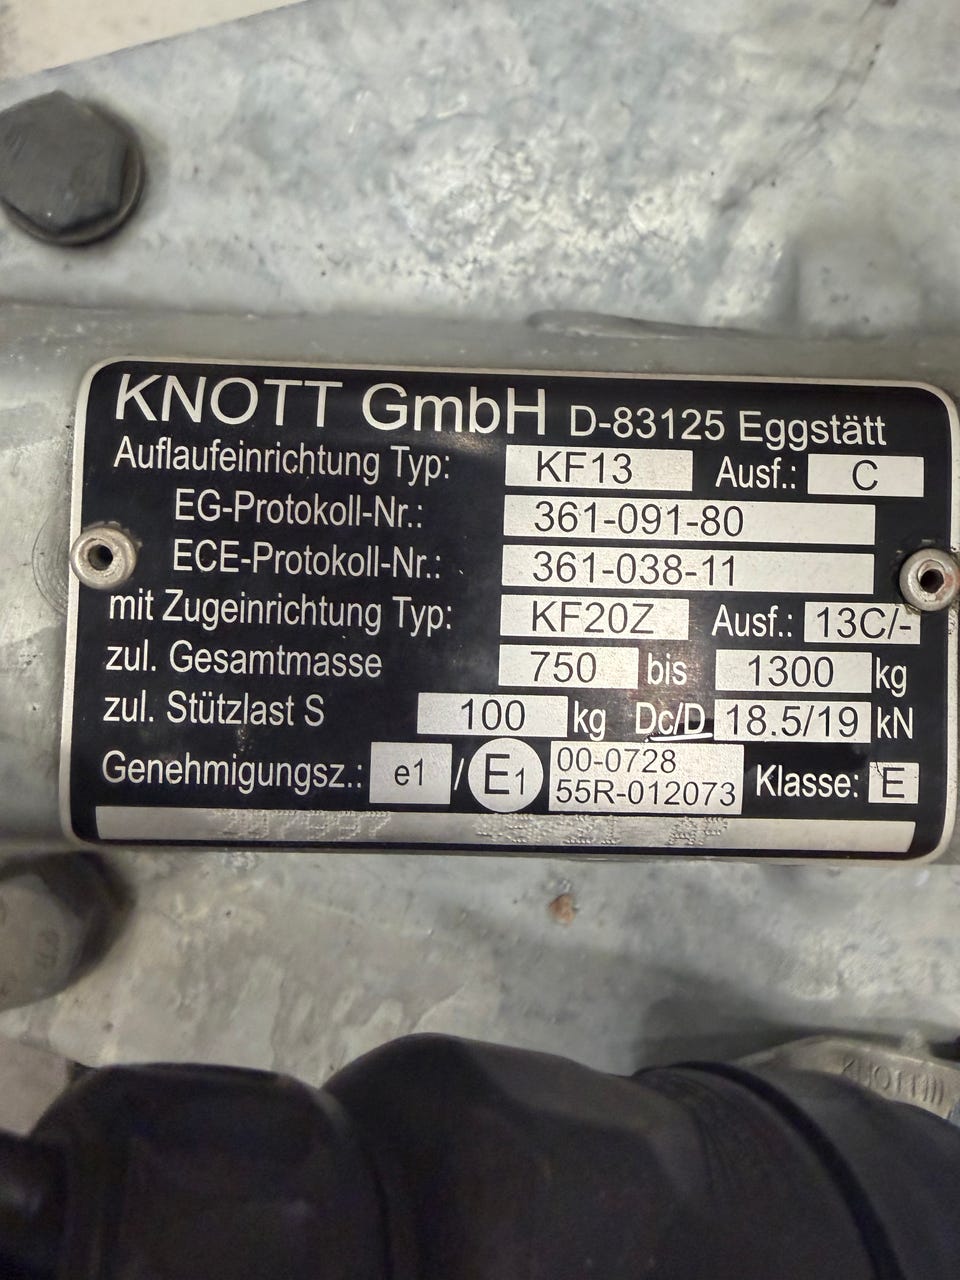 KNOTT GmbH D-83125 Eggstätt
Auflaufeinrichtung Typ: KF13 Ausf.: C
EG-Protokoll-Nr.: 361-091-80
ECE-Protokoll-Nr.: 361-038-11
mit Zugeinrichtung Typ: KF20Z Ausf.: 13C/-
zul. Gesamtmasse 750 bis 1300 kg
zul. Stützlast S 100 kg Dc/D 18.5/19 kN
Genehmigungsz.: e1 / E1 00-0728 Klasse: E
55R-012073
KNOTT